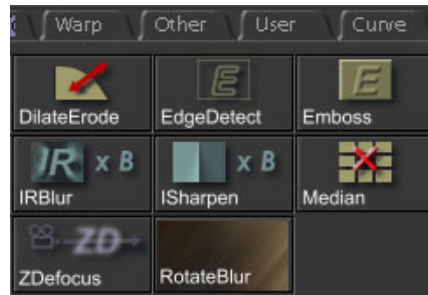 Warp Other User Curve
E E
DilateErode EdgeDetect Emboss
IR x B x B
IRBlur ISharpen Median
ZD
ZDefocus RotateBlur